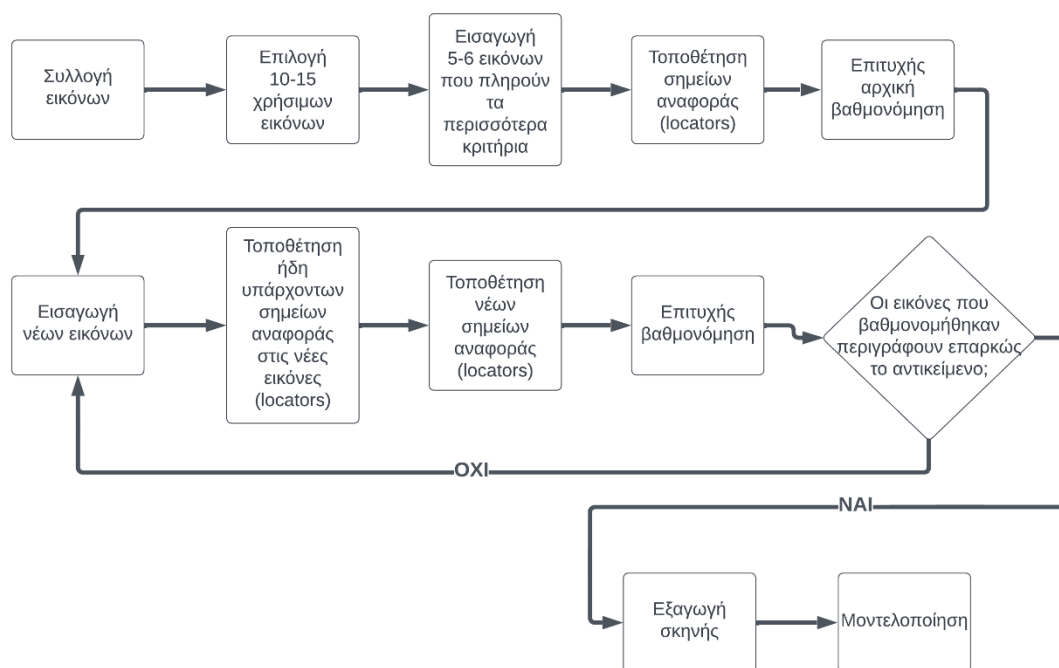 Συλλογή
εικόνων
Επιλογή
10-15
χρήσιμων
εικόνων
Εισαγωγή
5-6 εικόνων
που πληρούν
τα
περισσότερα
κριτήρια
Τοποθέτηση
σημείων
αναφοράς
(locators)
Επιτυχής
αρχική
βαθμονόμηση
Εισαγωγή
νέων εικόνων
Τοποθέτηση
ήδη
υπάρχοντων
σημείων
αναφοράς
στις νέες
εικόνες
(locators)
Τοποθέτηση
νέων
σημείων
αναφοράς
(locators)
Επιτυχής
βαθμονόμηση
Οι εικόνες που
βαθμονομήθηκαν
περιγράφουν επαρκώς
το αντικείμενο;
ΟΧΙ
ΝΑΙ
Εξαγωγή
σκηνής
Μοντελοποίηση